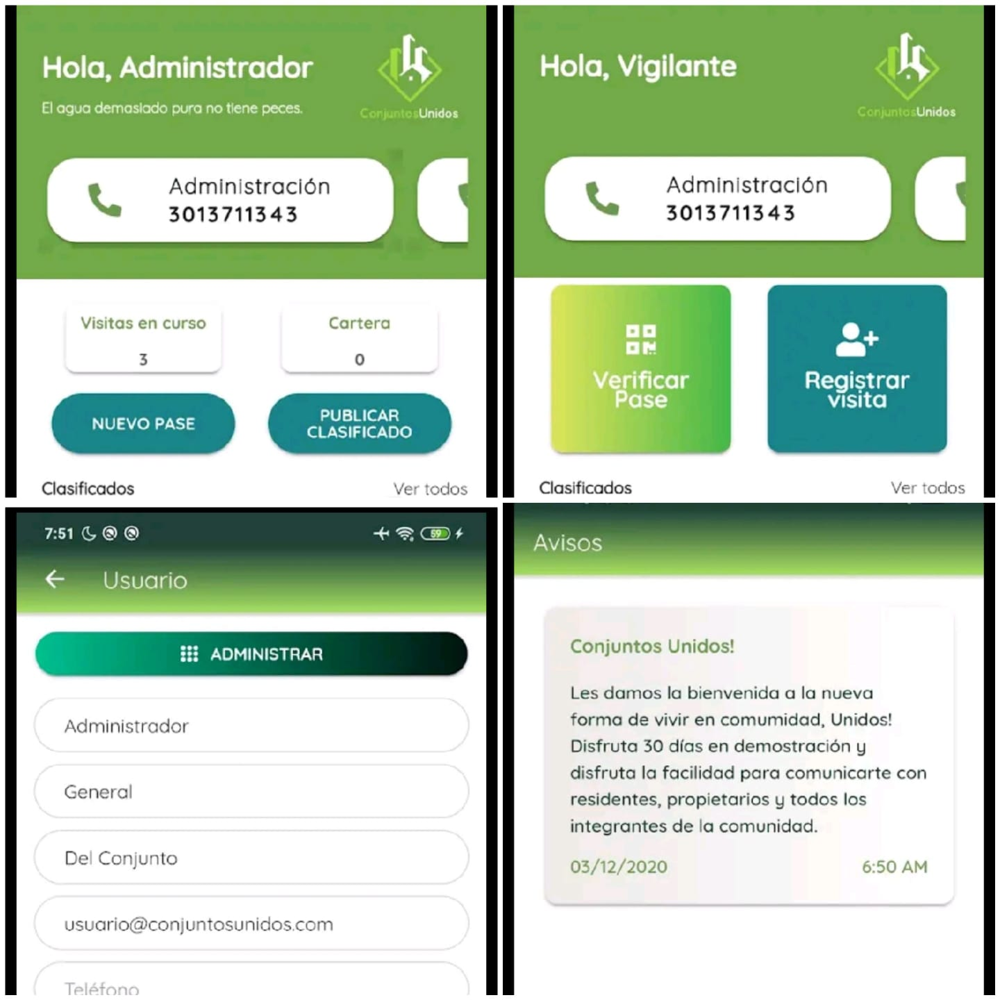 Hola, Administrador
El agua demasiado pura no tiene peces.
ConjuntosUnidos
Administración
3013711343
Visitas en curso
3
Cartera
0
NUEVO PASE
PUBLICAR
CLASIFICADO
Clasificados
Ver todos
Hola, Vigilante
ConjuntosUnidos
Administración
3013711343
Verificar
Pase
Registrar
visita
Clasificados
Ver todos
7:51
59
Usuario
ADMINISTRAR
Administrador
General
Del Conjunto
usuario@conjuntosunidos.com
Teléfono
Avisos
Conjuntos Unidos!
Les damos la bienvenida a la nueva
forma de vivir en comumidad, Unidos!
Disfruta 30 días en demostración y
disfruta la facilidad para comunicarte con
residentes, propietarios y todos los
integrantes de la comunidad.
03/12/2020
6:50 AM